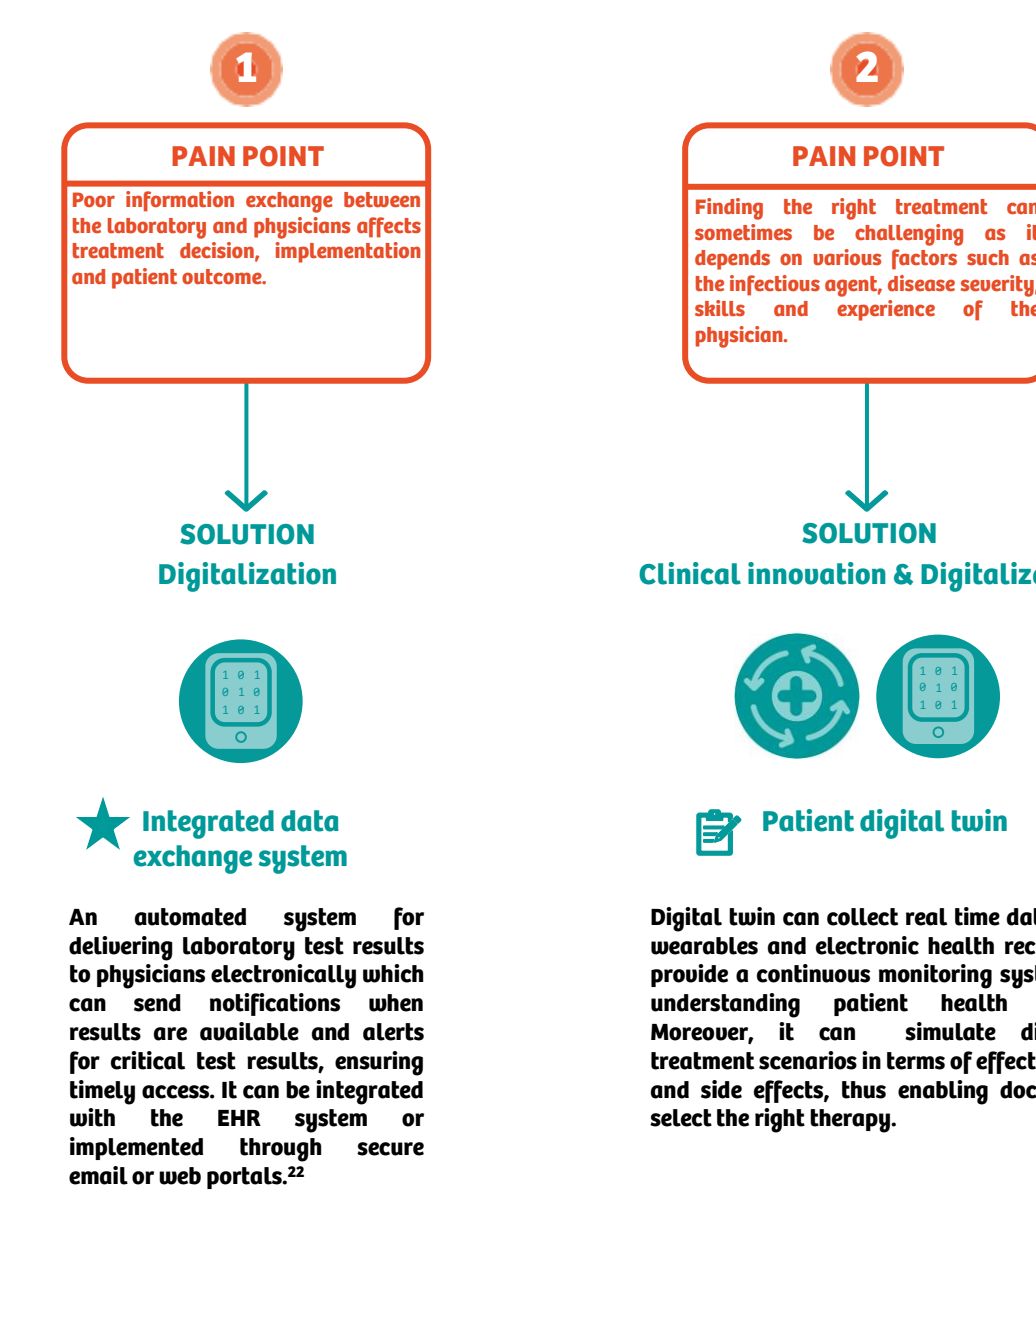 1
PAIN POINT
Poor information exchange between
the laboratory and physicians affects
treatment decision, implementation
and patient outcome.
SOLUTION
Digitalization
1 0 1
0 1 0
1 0 1
Integrated data
exchange system
An automated system for
delivering laboratory test results
to physicians electronically which
can send notifications when
results are available and alerts
for critical test results, ensuring
timely access. It can be integrated
with the EHR system or
implemented through secure
email or web portals.²²
2
PAIN POINT
Finding the right treatment can
sometimes be challenging as it
depends on various factors such as
the infectious agent, disease severity,
skills and experience of the
physician.
SOLUTION
Clinical innovation &
1 0 1
0 1 0
1 0 1
Patient digital twin
Digital twin can collect real time
wearables and electronic health
provide a continuous monitoring
understanding patient health
Moreover, it can simulate
treatment scenarios in terms of
and side effects, thus enabling
select the right therapy.